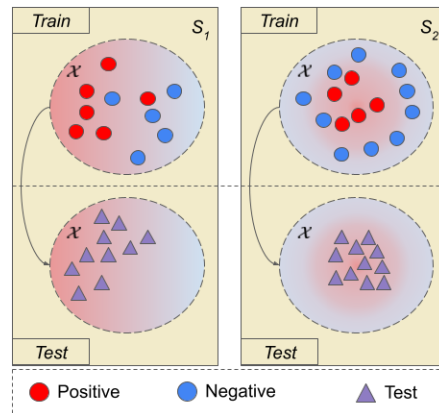 Train
S1
X
Train
S2
X
X
Test
X
Test
Positive
Negative
Test